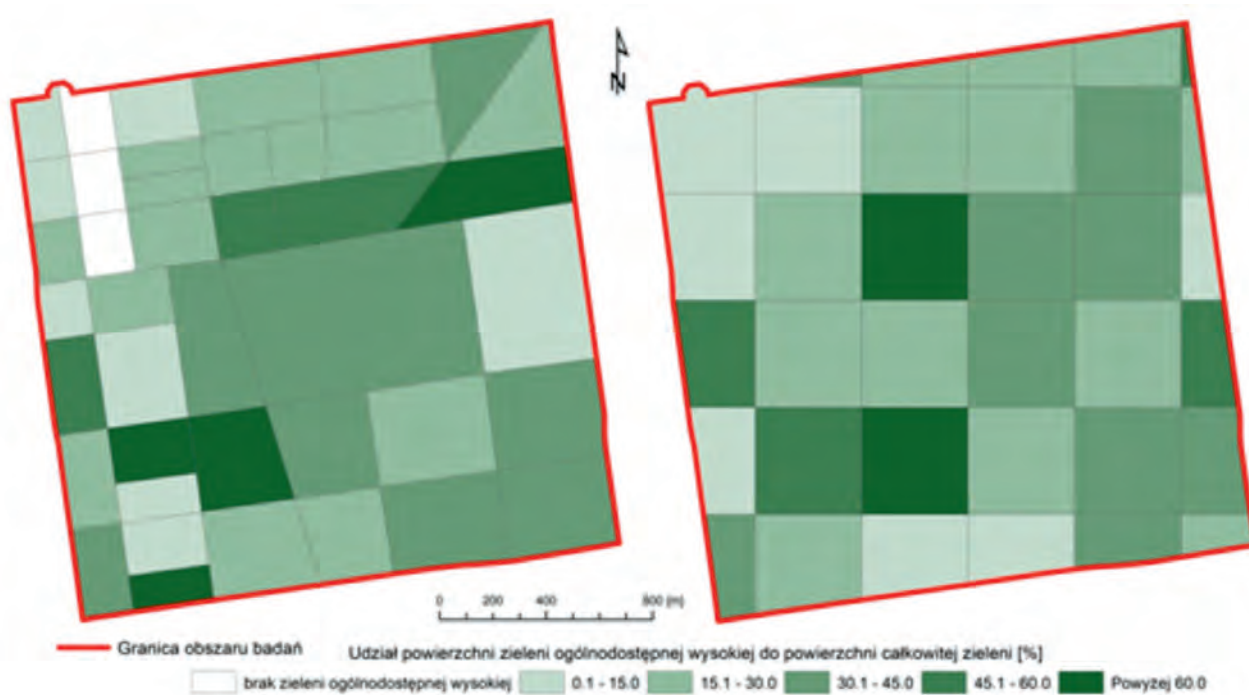 N
0 200 400 800 (m)
Granica obszaru badań
Udział powierzchni zieleni ogólnodostępnej wysokiej do powierzchni całkowitej zieleni [%]
brak zieleni ogólnodostępnej wysokiej 0.1 - 15.0 15.1 - 30.0 30.1 - 45.0 45.1 - 60.0 Powyżej 60.0